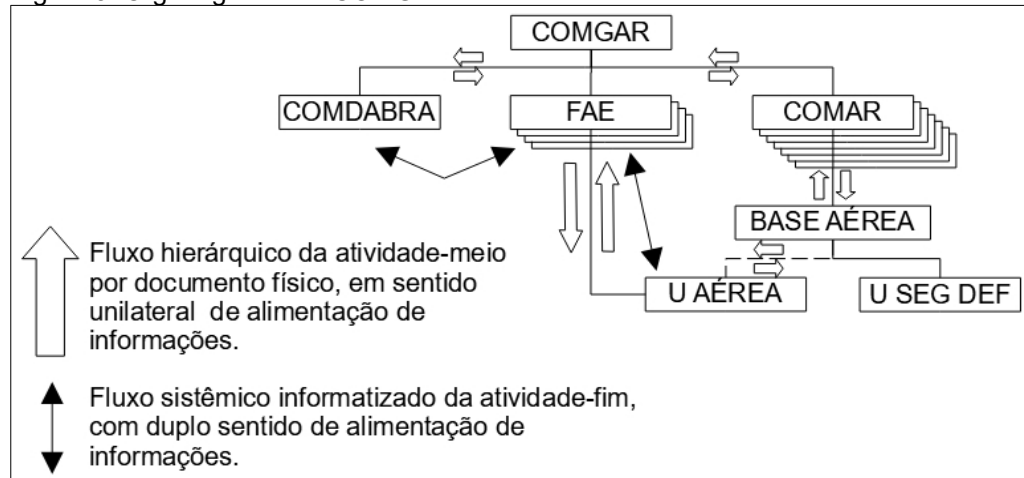 COMGAR
COMDABRA
FAE
COMAR
BASE AÉREA
U AÉREA
U SEG DEF
Fluxo hierárquico da atividade-meio
por documento físico, em sentido
unilateral de alimentação de
informações.
Fluxo sistêmico informatizado da atividade-fim,
com duplo sentido de alimentação de
informações.